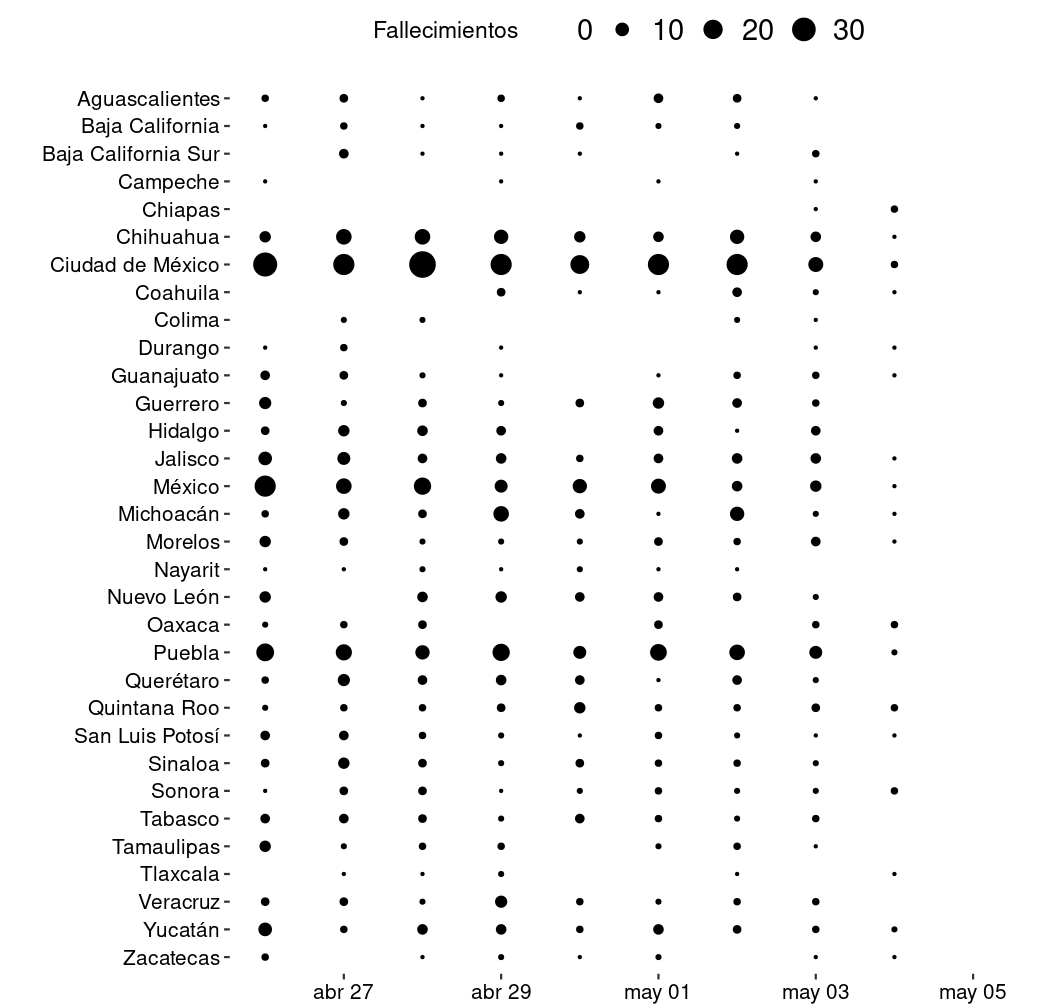 Fallecimientos 0 10 20 30
Aguascalientes
Baja California
Baja California Sur
Campeche
Chiapas
Chihuahua
Ciudad de México
Coahuila
Colima
Durango
Guanajuato
Guerrero
Hidalgo
Jalisco
México
Michoacán
Morelos
Nayarit
Nuevo León
Oaxaca
Puebla
Querétaro
Quintana Roo
San Luis Potosí
Sinaloa
Sonora
Tabasco
Tamaulipas
Tlaxcala
Veracruz
Yucatán
Zacatecas
abr 27 abr 29 may 01 may 03 may 05